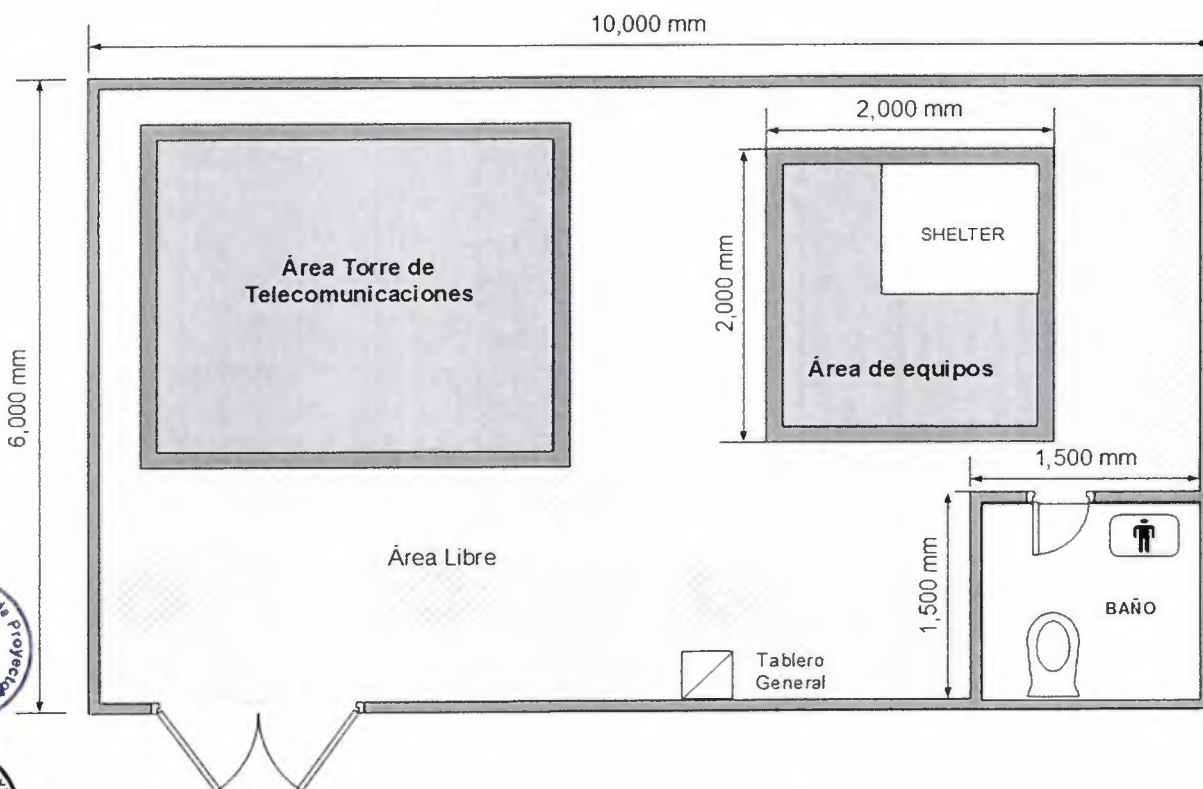 10,000 mm
2,000 mm
SHELTER
Área Torre de
Telecomunicaciones
2,000 mm
Área de equipos
6,000 mm
1,500 mm
Área Libre
1,500 mm
BAÑO
Tablero
General
Proyectos